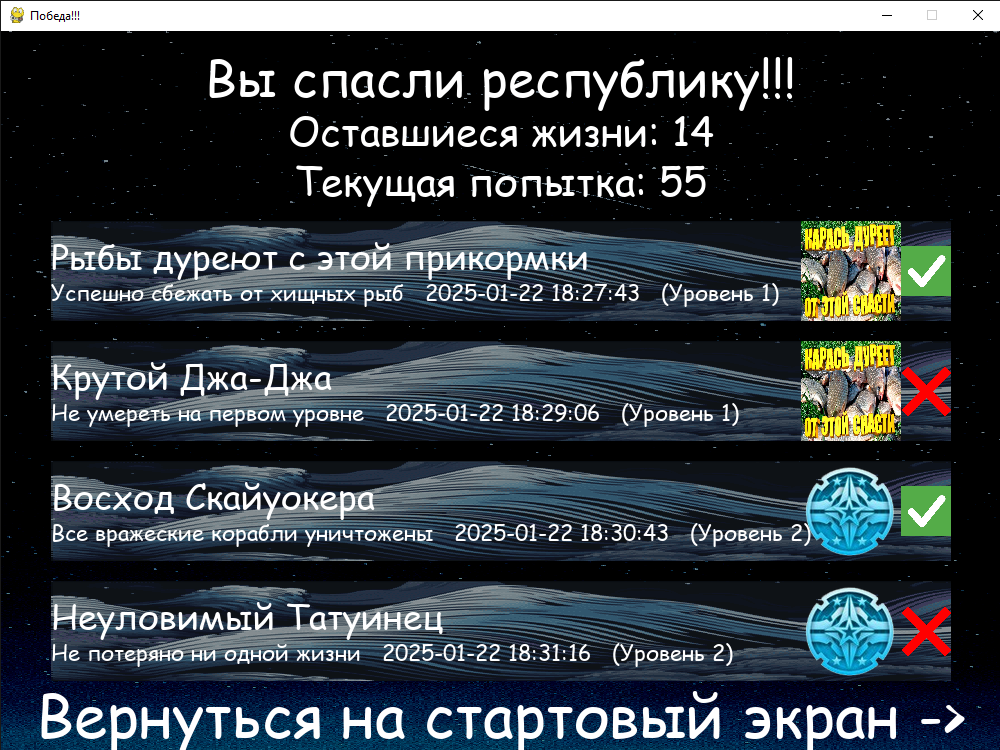 Победа!!!
Вы спасли республику!!!
Оставшиеся жизни: 14
Текущая попытка: 55
Рыбы дуреют с этой прикормки
Успешно сбежать от хищных рыб 2025-01-22 18:27:43 (Уровень 1)
КАРАСЬ ДУРЕЕТ
ОТ ЭТОЙ СНАСТИ
Крутой Джа-Джа
Не умереть на первом уровне 2025-01-22 18:29:06 (Уровень 1)
КАРАСЬ ДУРЕЕТ
ОТ ЭТОЙ СНАСТИ
Восход Скайуокера
Все вражеские корабли уничтожены 2025-01-22 18:30:43 (Уровень 2)
Неуловимый Татуинец
Не потеряно ни одной жизни 2025-01-22 18:31:16 (Уровень 2)
Вернуться на стартовый экран ->